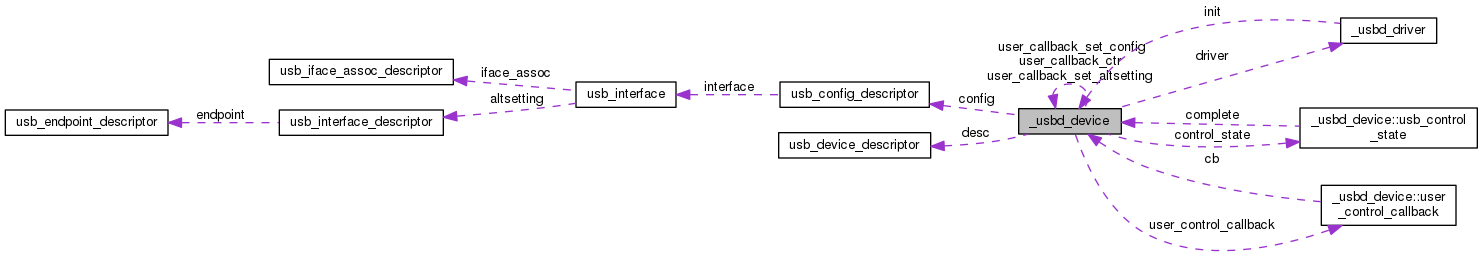 init
_usbd_driver
user_callback_set_config
user_callback_ctr
user_callback_set_altsetting
driver
usb_iface_assoc_descriptor
iface_assoc
usb_interface
interface
usb_config_descriptor
config
altsetting
usb_endpoint_descriptor
endpoint
usb_interface_descriptor
_usbd_device
complete
control_state
_usbd_device::usb_control
_state
desc
usb_device_descriptor
cb
_usbd_device::user
_control_callback
user_control_callback